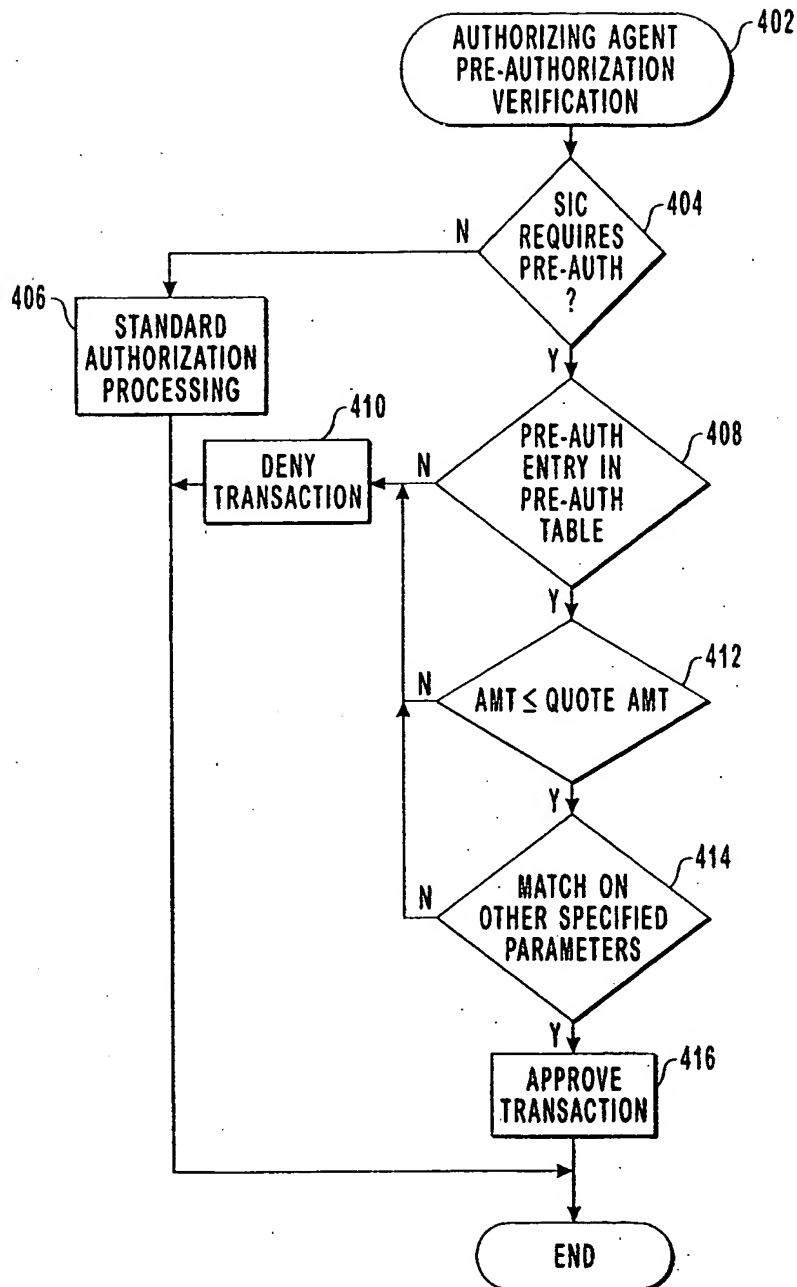 AUTHORIZING AGENT
PRE-AUTHORIZATION
VERIFICATION
402
SIC
REQUIRES
PRE-AUTH
?
404
N
Y
406
STANDARD
AUTHORIZATION
PROCESSING
410
DENY
TRANSACTION
N
PRE-AUTH
ENTRY IN
PRE-AUTH
TABLE
408
Y
412
N
AMT ≤ QUOTE AMT
Y
414
N
MATCH ON
OTHER SPECIFIED
PARAMETERS
Y
416
APPROVE
TRANSACTION
END